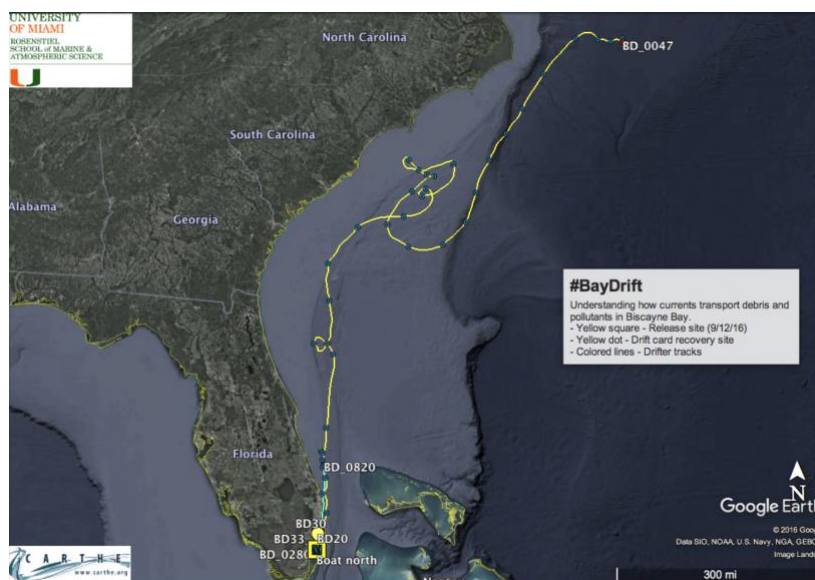 UNIVERSITY
OF MIAMI
ROSENSTIEL
SCHOOL of MARINE &
ATMOSPHERIC SCIENCE
North Carolina
BD_0047
South Carolina
Alabama
Georgia
#BayDrift
Understanding how currents transport debris and
pollutants in Biscayne Bay.
- Yellow square - Release site (9/12/16)
- Yellow dot - Drift card recovery site
- Colored lines - Drifter tracks
Florida
BD_0820
BD30
BD33
BD20
BD_0280
Boat north
N
Google Earth
© 2016 Goog
Data SIO, NOAA, U.S. Navy, NGA, GEBC
Image Lands
CARTHE
www.carthe.org
300 mi